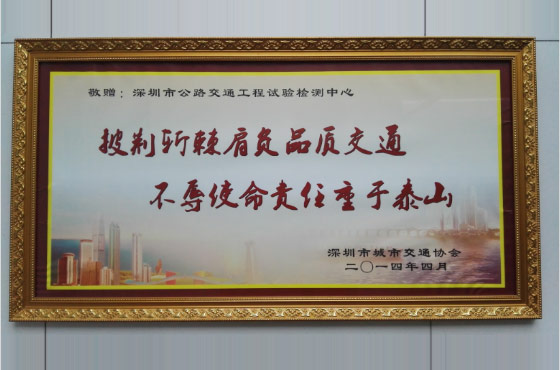 敬赠：深圳市公路交通工程试验检测中心
披荆斩棘肩负品质交通
不辱使命责任重于泰山
深圳市城市交通协会
二〇一四年四月